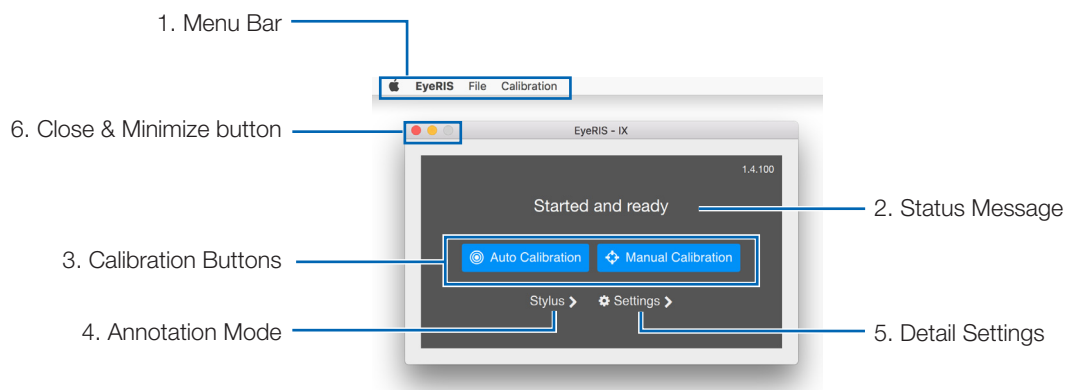 1. Menu Bar
EyeRIS File Calibration
6. Close & Minimize button
EyeRIS - IX
1.4.100
Started and ready
2. Status Message
3. Calibration Buttons
Auto Calibration
Manual Calibration
Stylus
Settings
4. Annotation Mode
5. Detail Settings